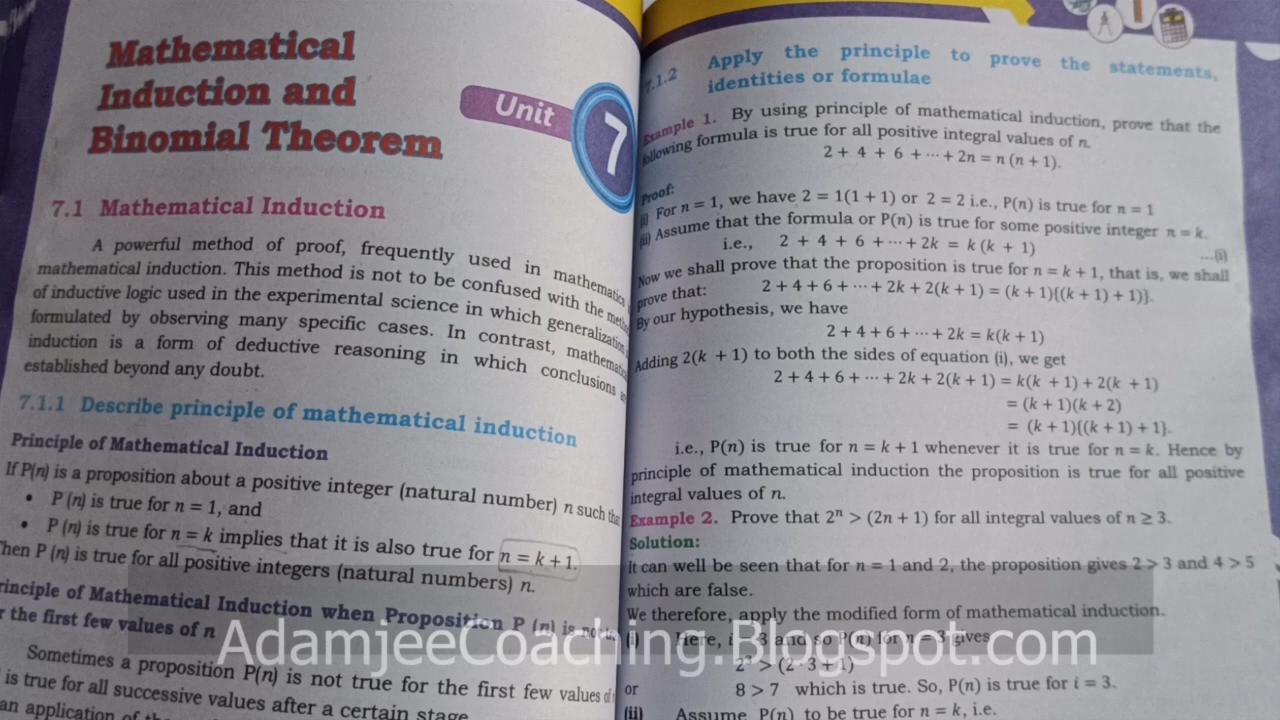 Mathematical
Induction and
Binomial Theorem
Unit
7
7.1 Mathematical Induction
A powerful method of proof, frequently used in mathematics
mathematical induction. This method is not to be confused with the
of inductive logic used in the experimental science in which
formulated by observing many specific cases. In contrast,
induction is a form of deductive reasoning in which conclusions
established beyond any doubt.
7.1.1 Describe principle of mathematical induction
Principle of Mathematical Induction
If P(n) is a proposition about a positive integer (natural number) n such
• P (n) is true for n = 1, and
• P (n) is true for n = k implies that it is also true for n = k + 1.
Then P (n) is true for all positive integers (natural numbers) n.
Principle of Mathematical Induction when Proposition P (n) is not
the first few values of n
Sometimes a proposition P(n) is not true for the first few values of
is true for all successive values after a certain stage
an application of
7.1.2 Apply the principle to prove the statements,
identities or formulae
Example 1. By using principle of mathematical induction, prove that the
following formula is true for all positive integral values of n.
2 + 4 + 6 + ⋯ + 2n = n (n + 1).
Proof:
(i) For n = 1, we have 2 = 1(1 + 1) or 2 = 2 i.e., P(n) is true for n = 1
(ii) Assume that the formula or P(n) is true for some positive integer n = k.
i.e., 2 + 4 + 6 + ⋯ + 2k = k (k + 1) ...(i)
Now we shall prove that the proposition is true for n = k + 1, that is, we shall
prove that: 2 + 4 + 6 + ⋯ + 2k + 2(k + 1) = (k + 1){(k + 1) + 1)}.
By our hypothesis, we have
2 + 4 + 6 + ⋯ + 2k = k(k + 1)
Adding 2(k + 1) to both the sides of equation (i), we get
2 + 4 + 6 + ⋯ + 2k + 2(k + 1) = k(k + 1) + 2(k + 1)
= (k + 1)(k + 2)
= (k + 1){(k + 1) + 1}.
i.e., P(n) is true for n = k + 1 whenever it is true for n = k. Hence by
principle of mathematical induction the proposition is true for all positive
integral values of n.
Example 2. Prove that 2ⁿ > (2n + 1) for all integral values of n ≥ 3.
Solution:
It can well be seen that for n = 1 and 2, the proposition gives 2 > 3 and 4 > 5
which are false.
We therefore, apply the modified form of mathematical induction.
(i) Here, i = 3 and so P(n) for n = 3 gives
2³ > (2 · 3 + 1)
or 8 > 7 which is true. So, P(n) is true for i = 3.
(ii) Assume P(n) to be true for n = k, i.e.
AdamjeeCoaching.Blogspot.com